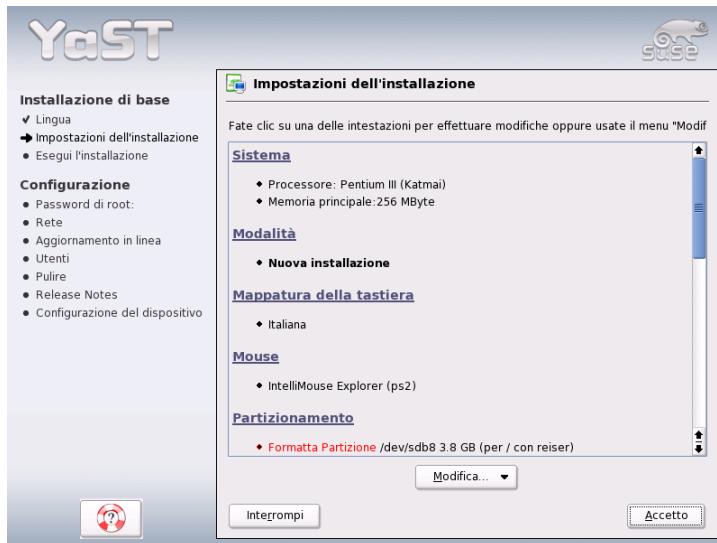 YaST
SUSE
Installazione di base
Lingua
Impostazioni dell'installazione
Esegui l'installazione
Configurazione
Password di root:
Rete
Aggiornamento in linea
Utenti
Pulire
Release Notes
Configurazione del dispositivo
Impostazioni dell'installazione
Fate clic su una delle intestazioni per effettuare modifiche oppure usate il menu "Modif
Sistema
Processore: Pentium III (Katmai)
Memoria principale:256 MByte
Modalità
Nuova installazione
Mappatura della tastiera
Italiana
Mouse
IntelliMouse Explorer (ps2)
Partizionamento
Formatta Partizione /dev/sdb8 3.8 GB (per / con reiser)
Modifica...
Interrompi
Accetto